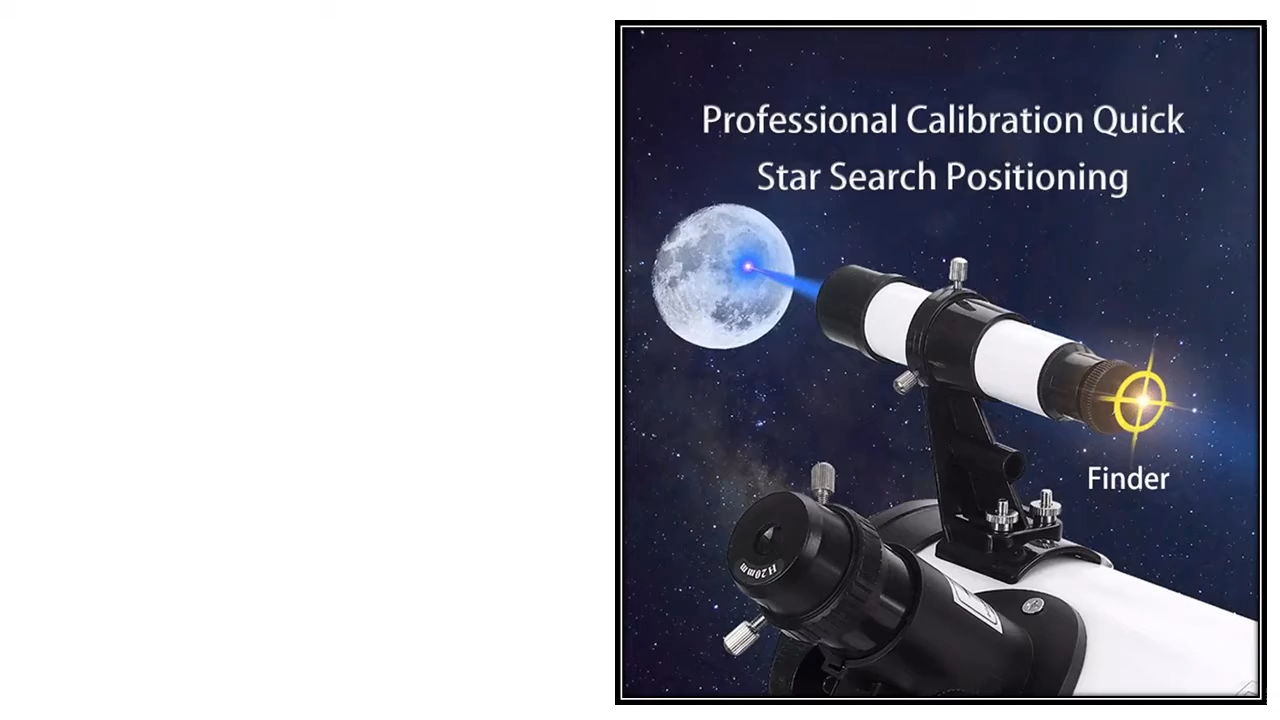 Professional Calibration Quick
Star Search Positioning
Finder
H20mm